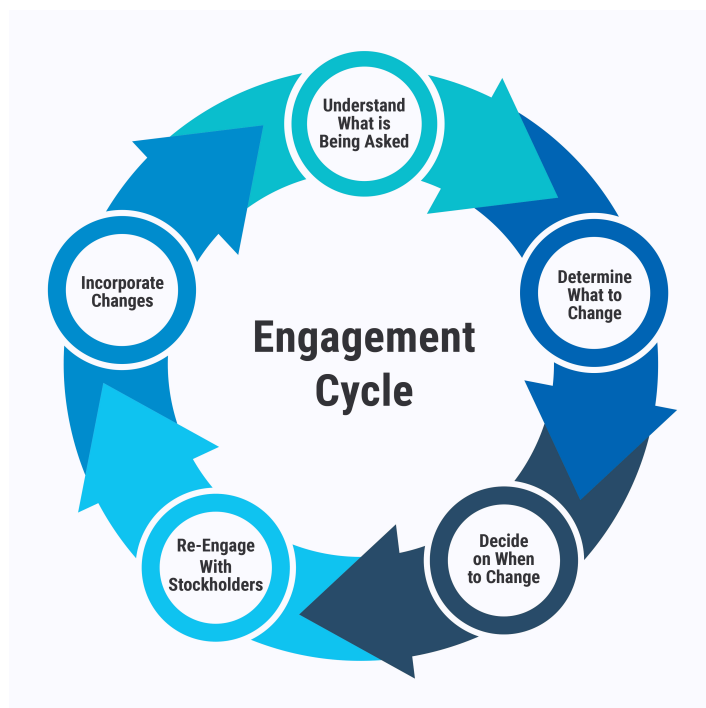 Understand
What is
Being Asked
Determine
What to
Change
Decide
on When
to Change
Re-Engage
With
Stockholders
Incorporate
Changes
Engagement
Cycle